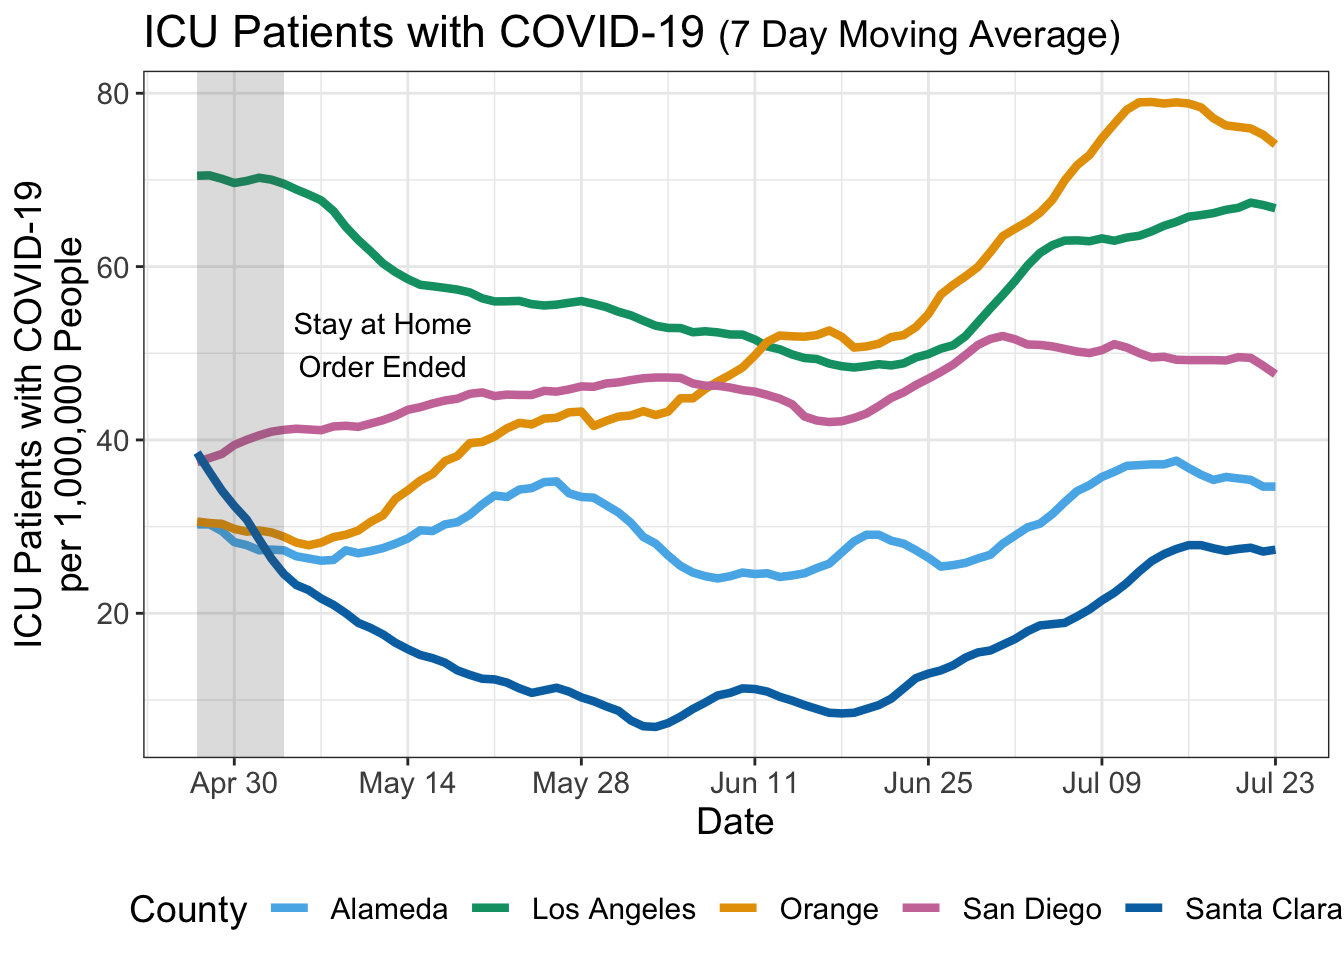 ICU Patients with COVID-19 (7 Day Moving Average)
ICU Patients with COVID-19
per 1,000,000 People
80
60
40
20
Stay at Home
Order Ended
Apr 30 May 14 May 28 Jun 11 Jun 25 Jul 09 Jul 23
Date
County Alameda Los Angeles Orange San Diego Santa Clara